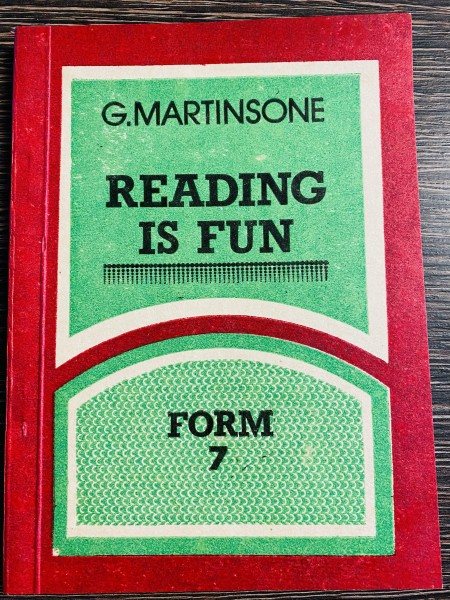 G.MARTINSONE
READING
IS FUN
FORM
7